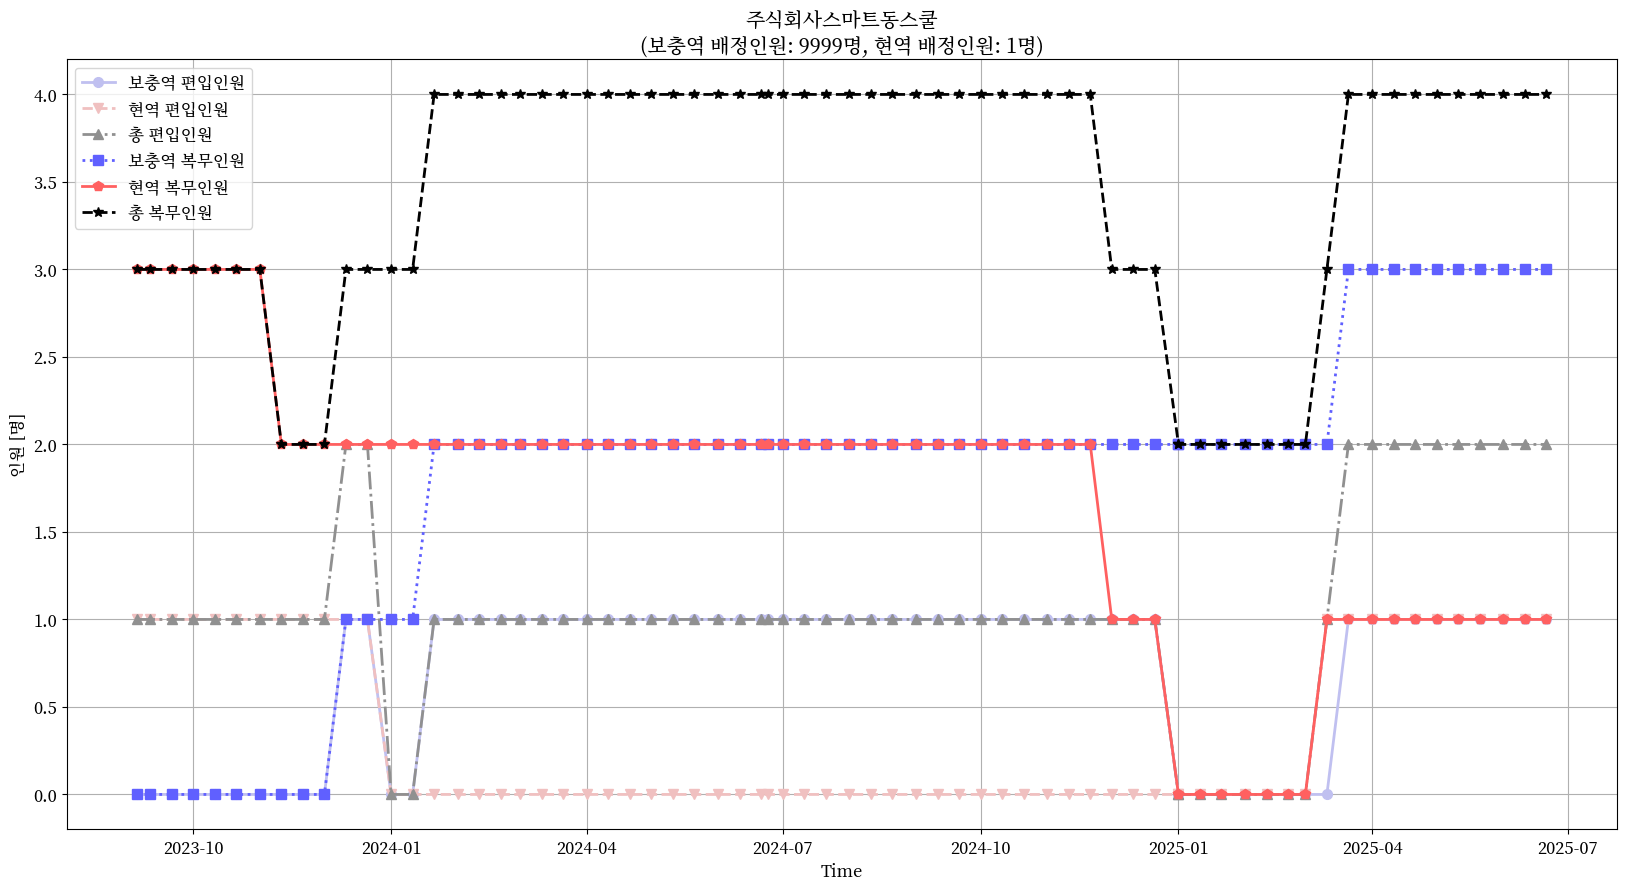 주식회사스마트동스쿨
(보충역 배정인원: 9999명, 현역 배정인원: 1명)
보충역 편입인원
현역 편입인원
총 편입인원
보충역 복무인원
현역 복무인원
총 복무인원
4.0
3.5
3.0
2.5
2.0
1.5
1.0
0.5
0.0
인원 [명]
2023-10
2024-01
2024-04
2024-07
2024-10
2025-01
2025-04
2025-07
Time